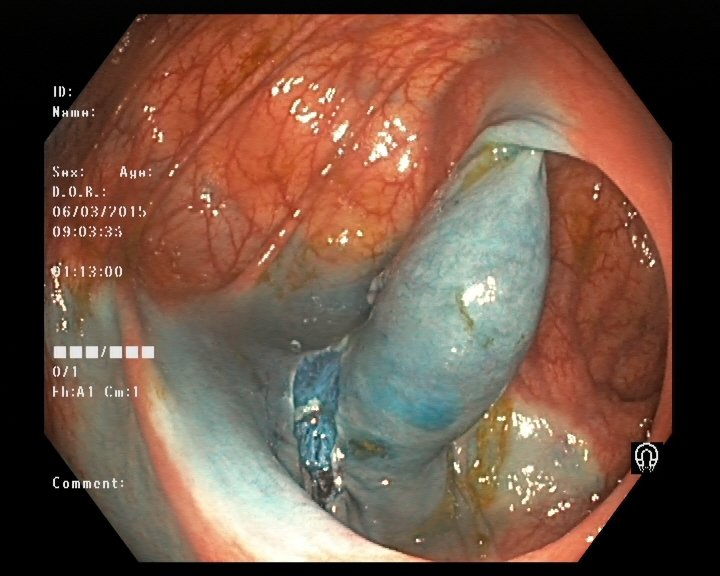 ID:
Name:
Sex: Age:
D.O.B.:
06/03/2015
09:03:35
01:13:00
■■■/■■■
0/1
Eh:A1 Cm:1
Comment: